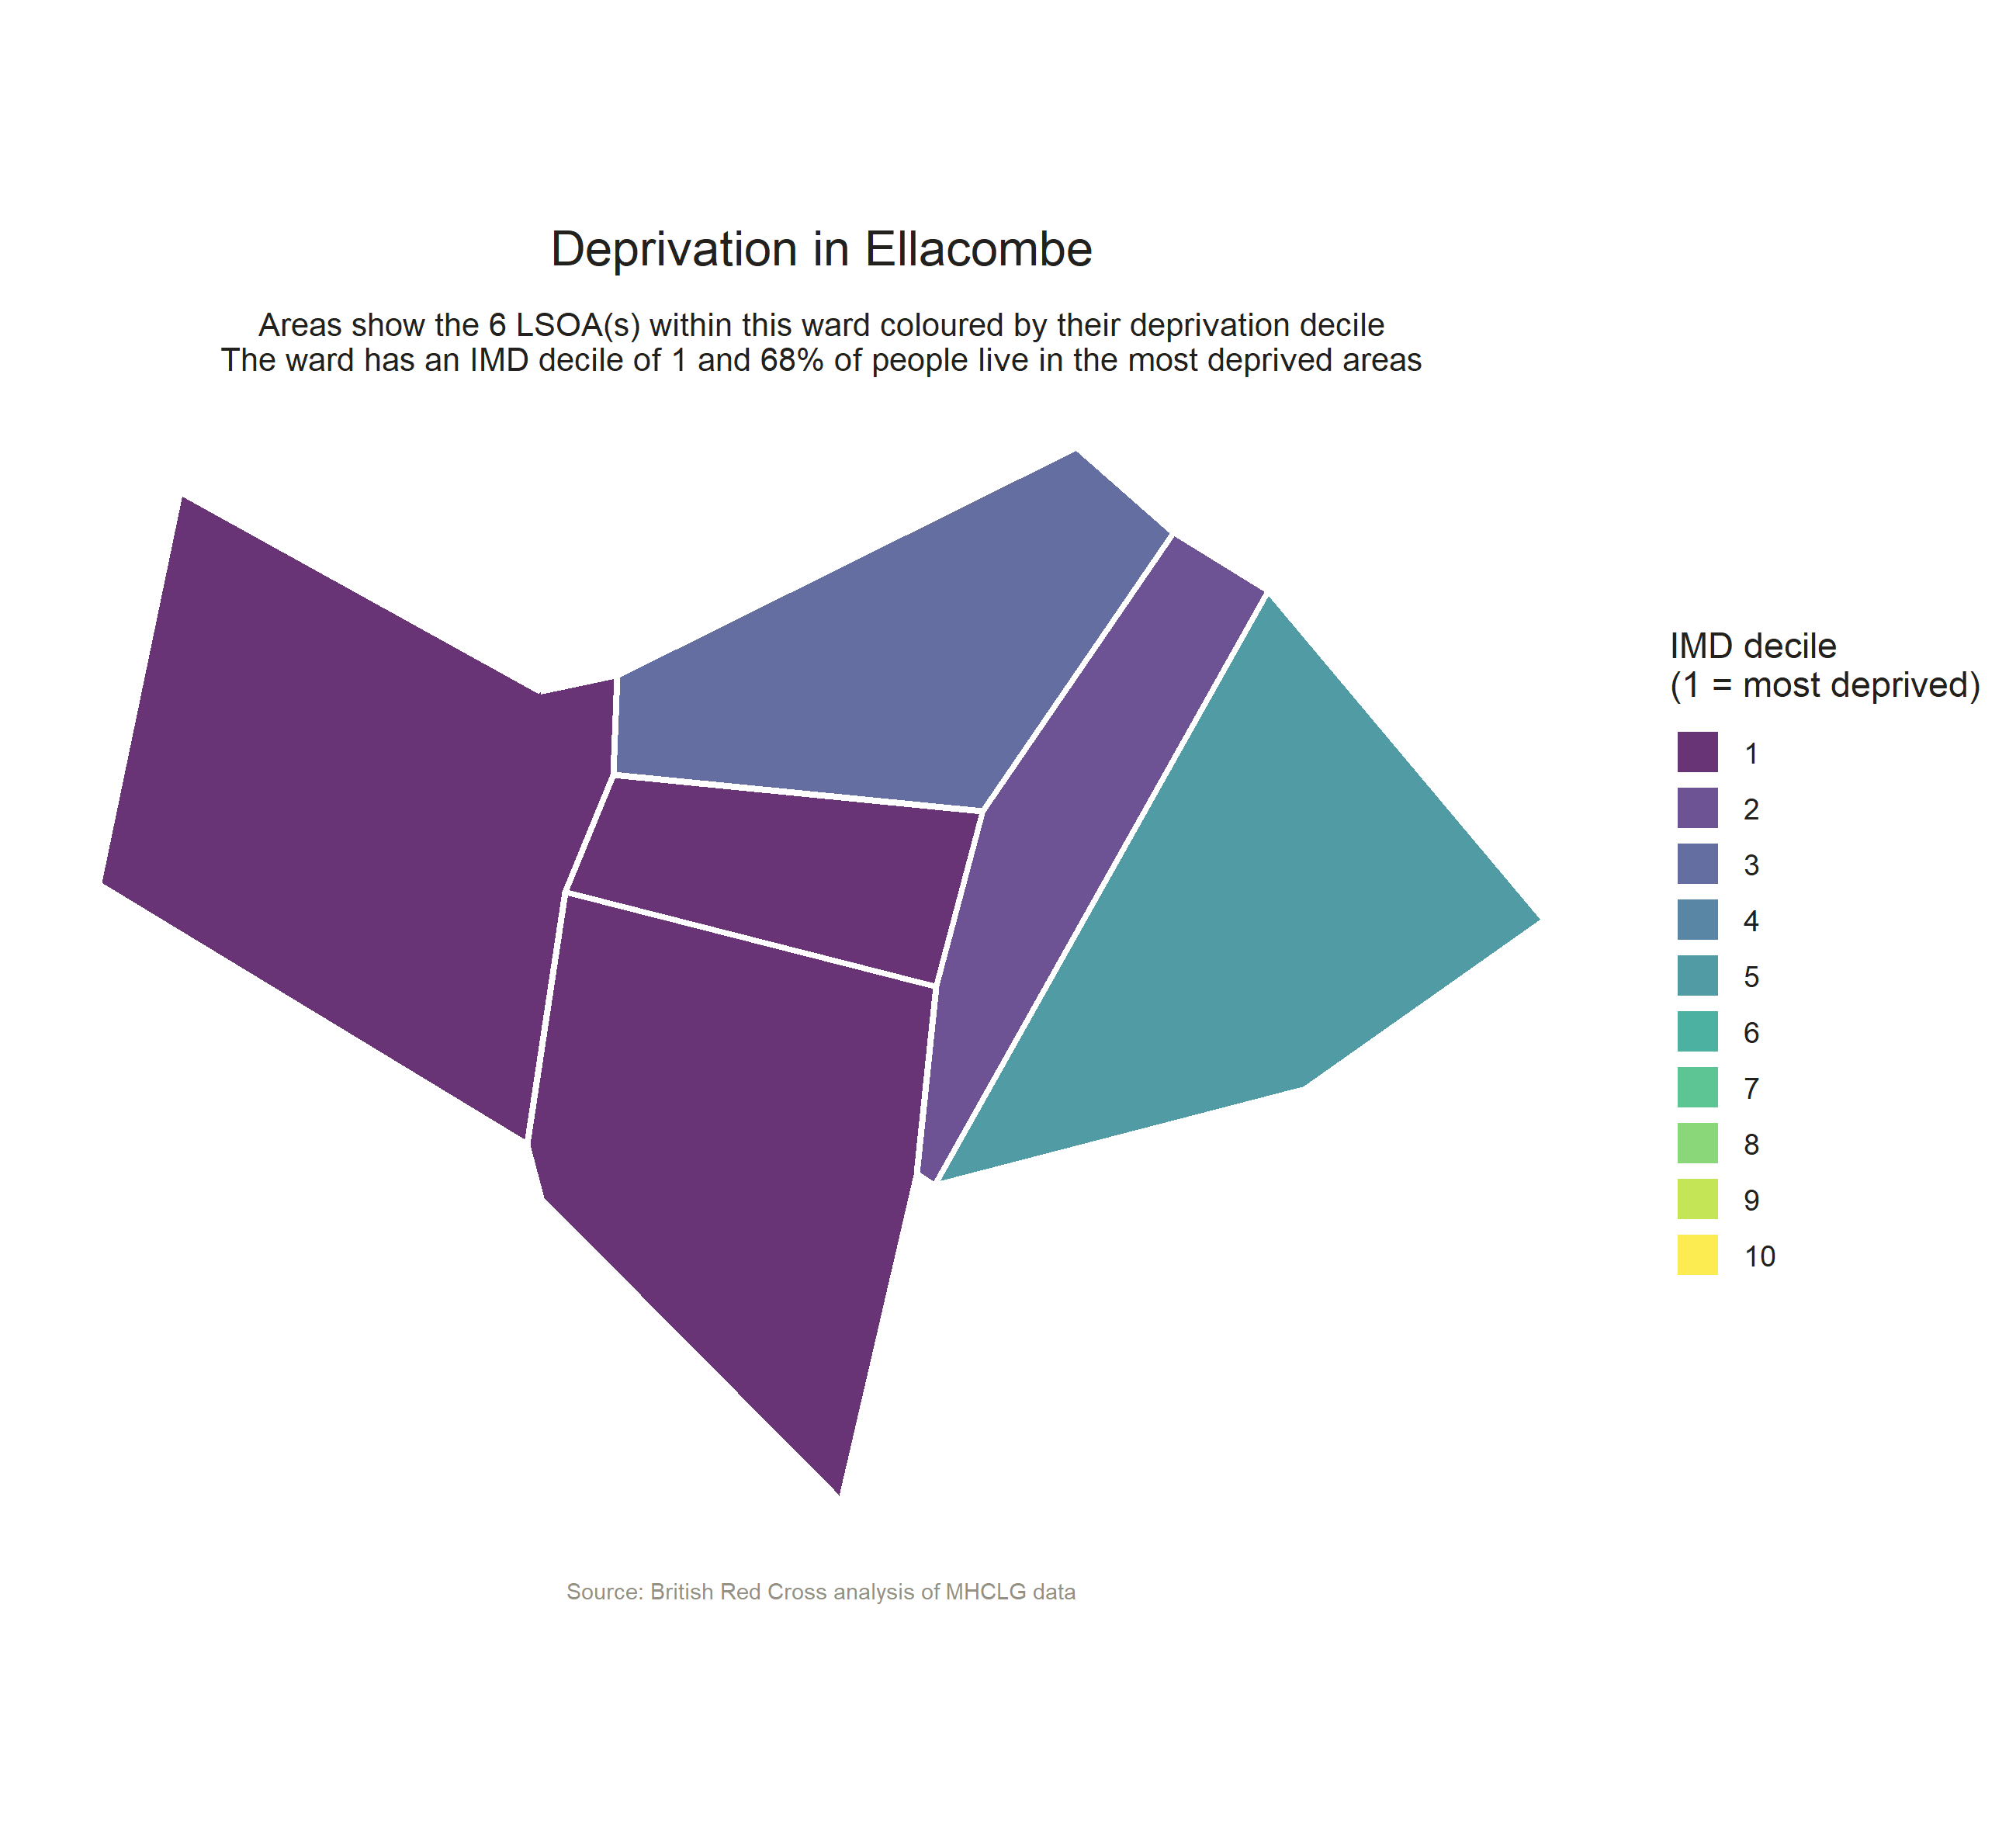 Deprivation in Ellacombe
Areas show the 6 LSOA(s) within this ward coloured by their deprivation decile
The ward has an IMD decile of 1 and 68% of people live in the most deprived areas
IMD decile
(1 = most deprived)
1
2
3
4
5
6
7
8
9
10
Source: British Red Cross analysis of MHCLG data